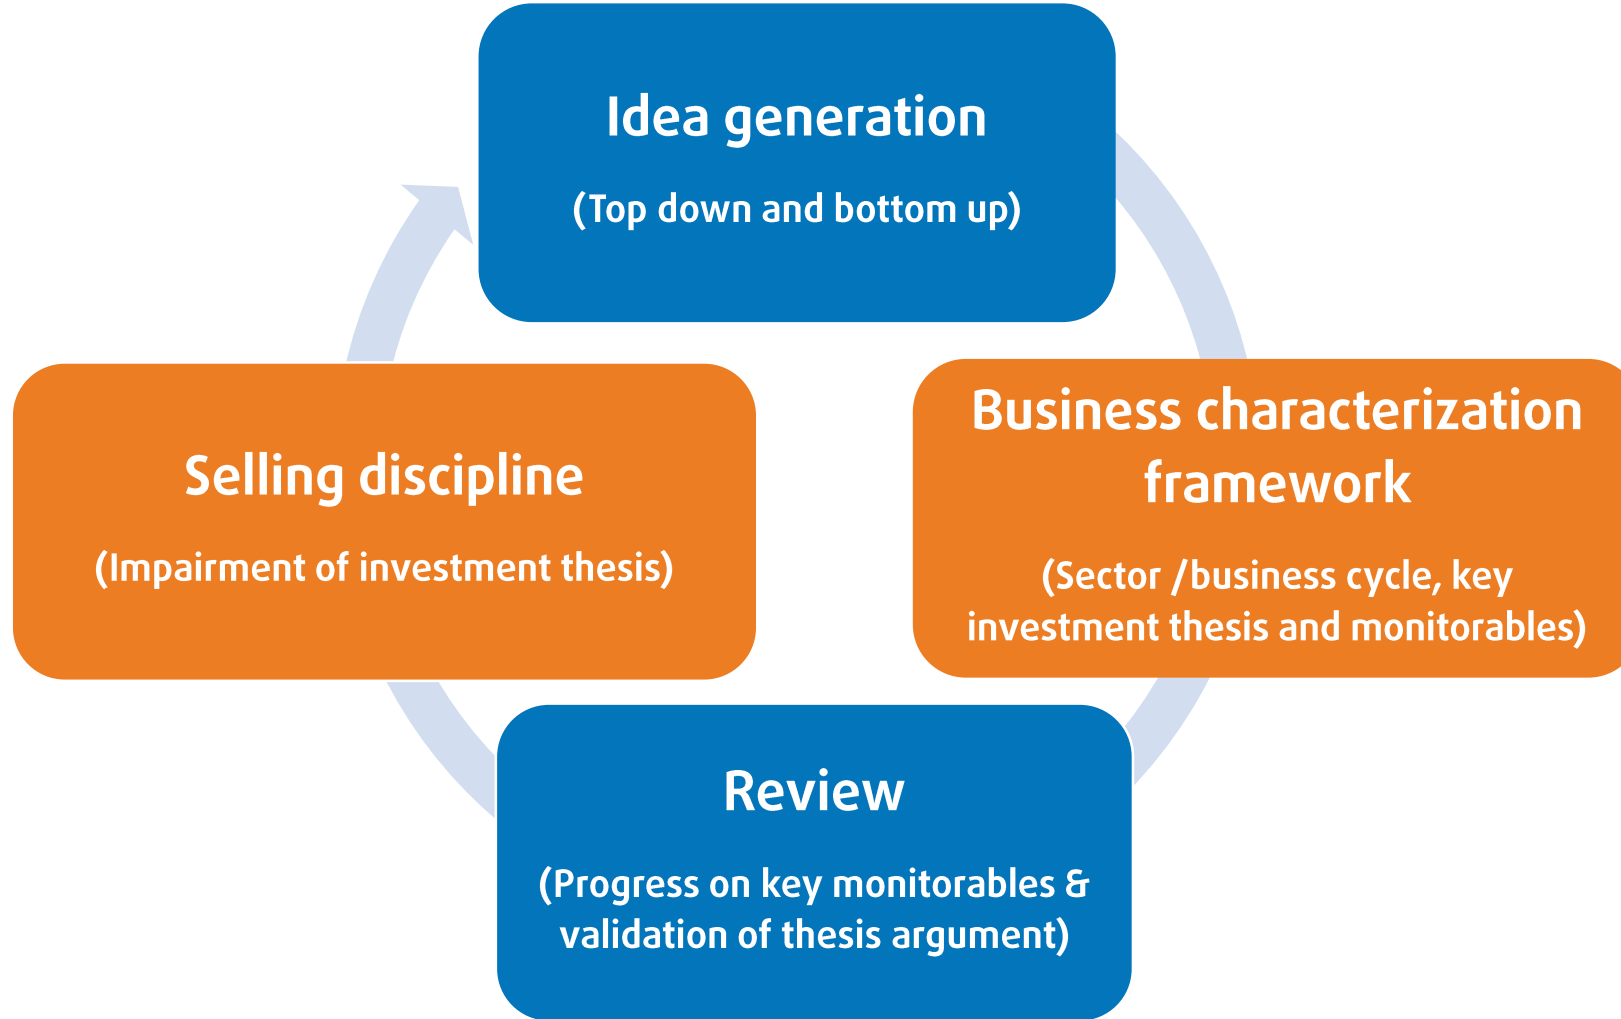 Idea generation
(Top down and bottom up)
Business characterization
framework
(Sector /business cycle, key
investment thesis and monitorables)
Review
(Progress on key monitorables &
validation of thesis argument)
Selling discipline
(Impairment of investment thesis)